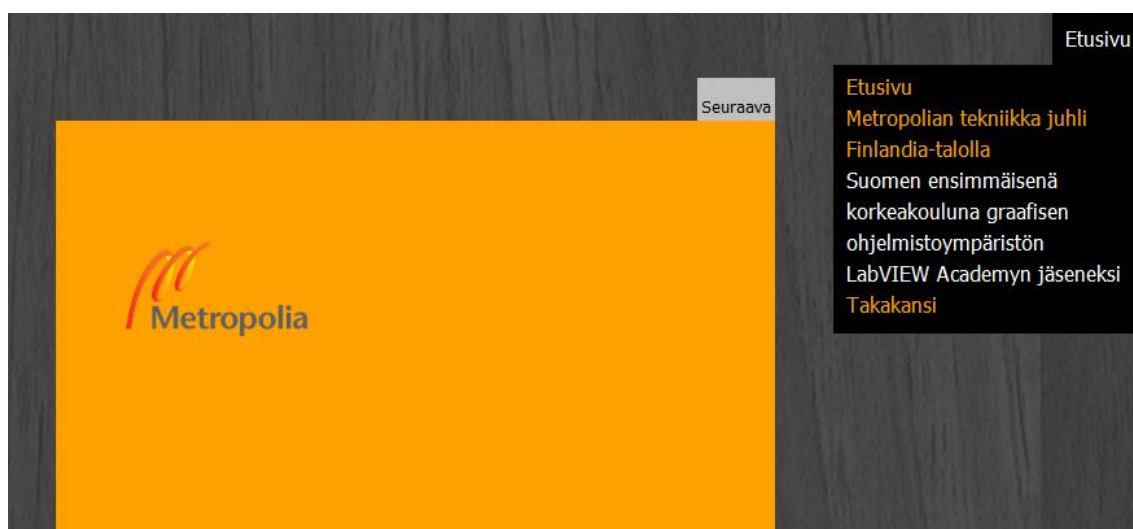 Etusivu
Seuraava
Metropolia
Etusivu
Metropolian tekniikka juhli
Finlandia-talolla
Suomen ensimmäisenä
korkeakouluna graafisen
ohjelmistoympäristön
LabVIEW Academyn jäseneksi
Takakansi